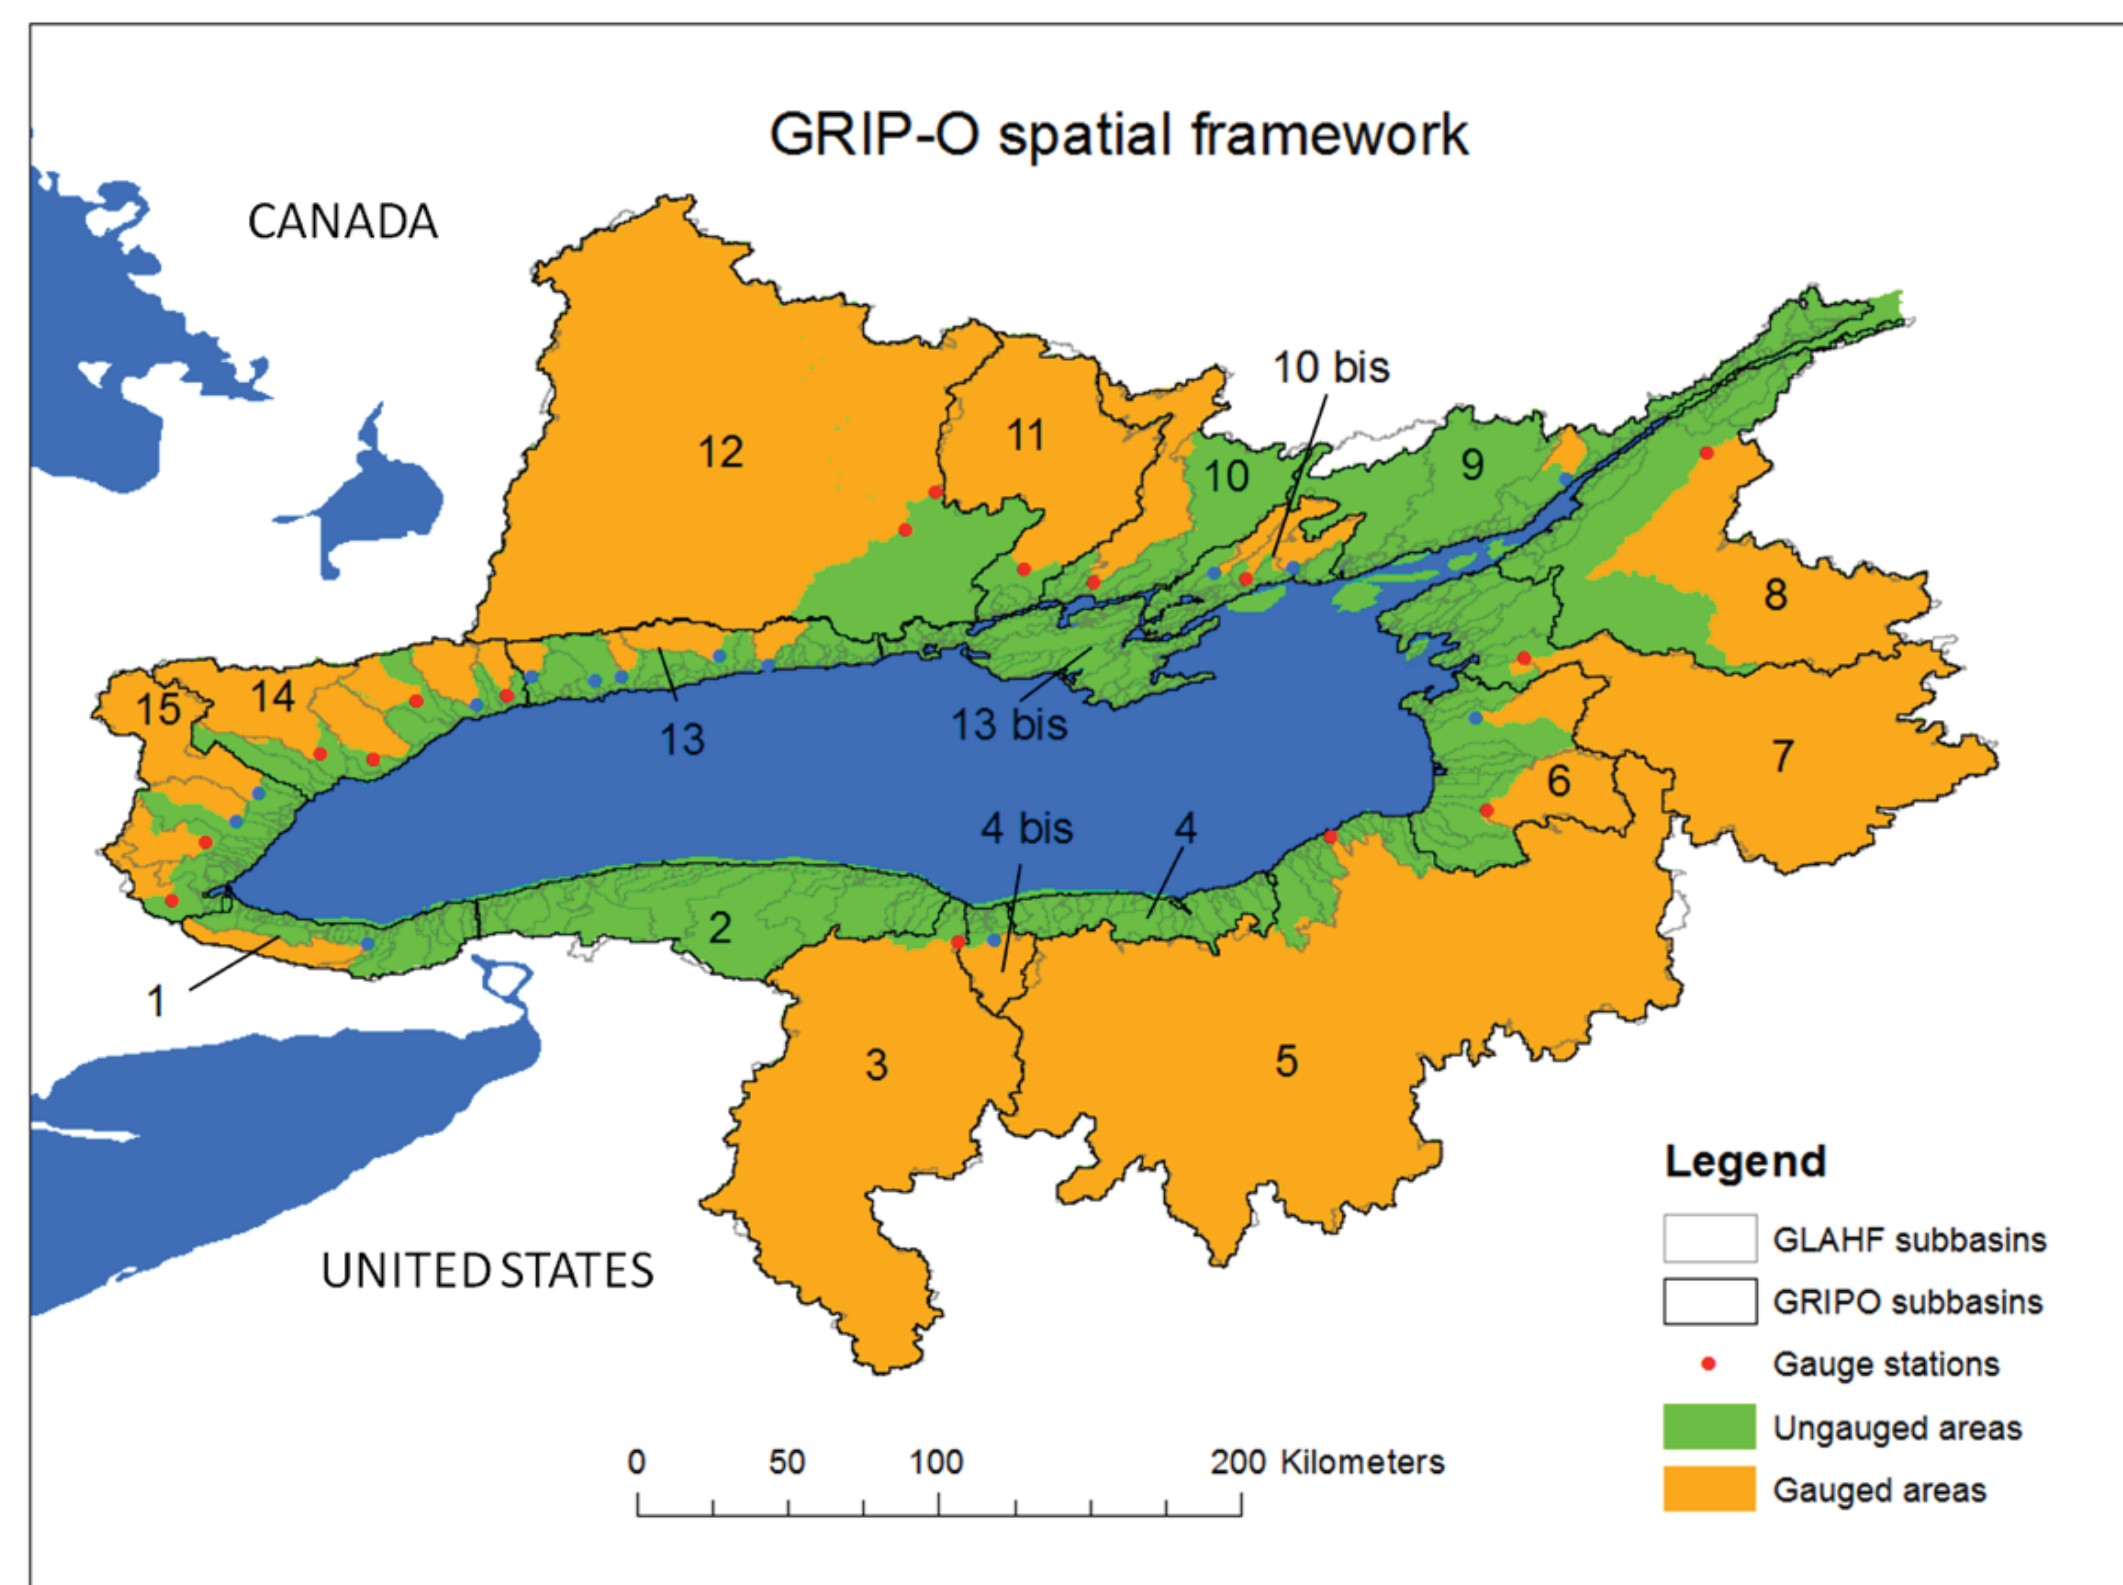 GRIP-O spatial framework
CANADA
10 bis
12
11
10
9
8
15
14
13
13 bis
7
6
4 bis
4
2
1
3
5
UNITED STATES
Legend
GLAHF subbasins
GRIPO subbasins
Gauge stations
Ungauged areas
Gauged areas
0 50 100 200 Kilometers